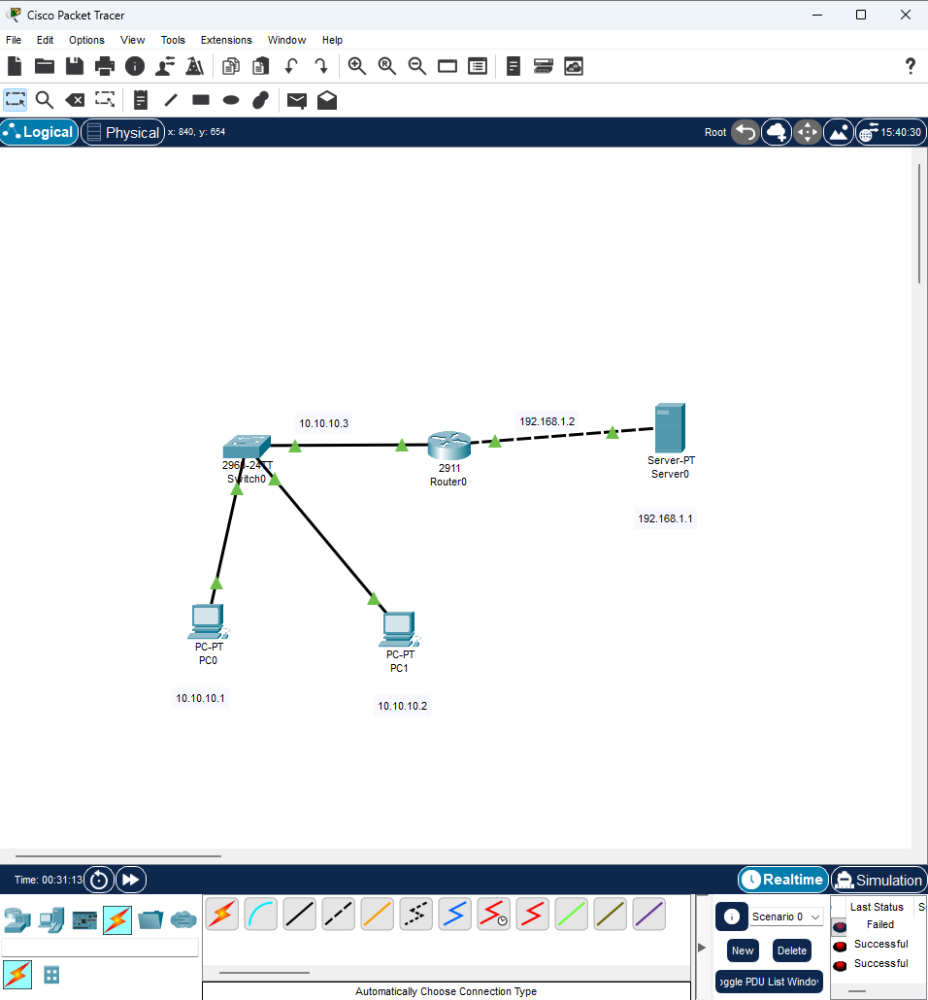 Cisco Packet Tracer
File Edit Options View Tools Extensions Window Help
?
Logical Physical x: 840, y: 654 Root 15:40:30
10.10.10.3
192.168.1.2
2960-24TT
Switch0
2911
Router0
Server-PT
Server0
192.168.1.1
PC-PT
PC0
PC-PT
PC1
10.10.10.1
10.10.10.2
Time: 00:31:13 Realtime Simulation
Scenario 0
New Delete
oggle PDU List Windo
Last Status S
Failed
Successful
Successful
Automatically Choose Connection Type